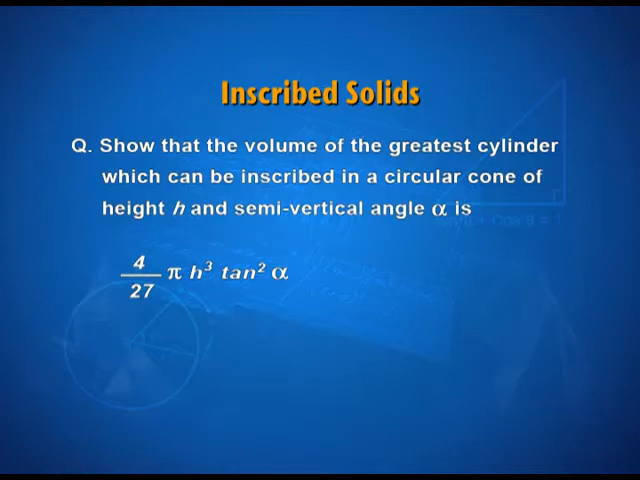 Inscribed Solids
Q. Show that the volume of the greatest cylinder
which can be inscribed in a circular cone of
height h and semi-vertical angle α is
4/27 π h³ tan² α